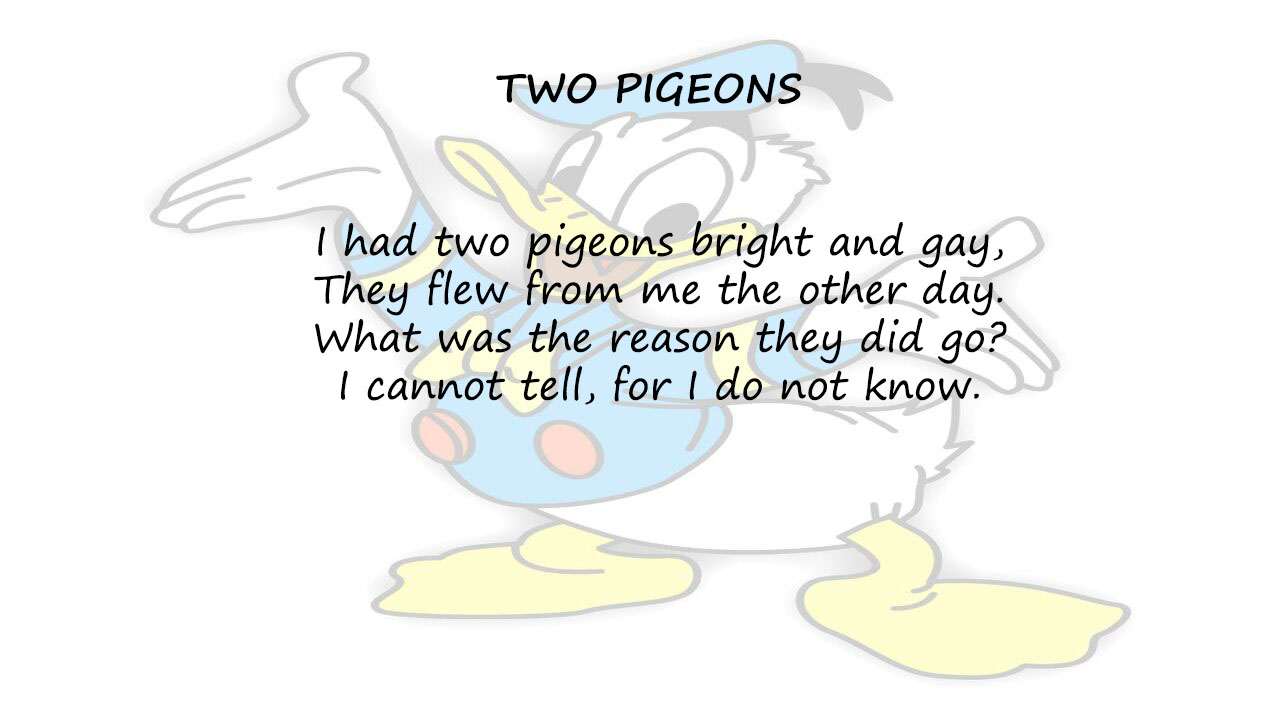 TWO PIGEONS
I had two pigeons bright and gay,
They flew from me the other day.
What was the reason they did go?
I cannot tell, for I do not know.